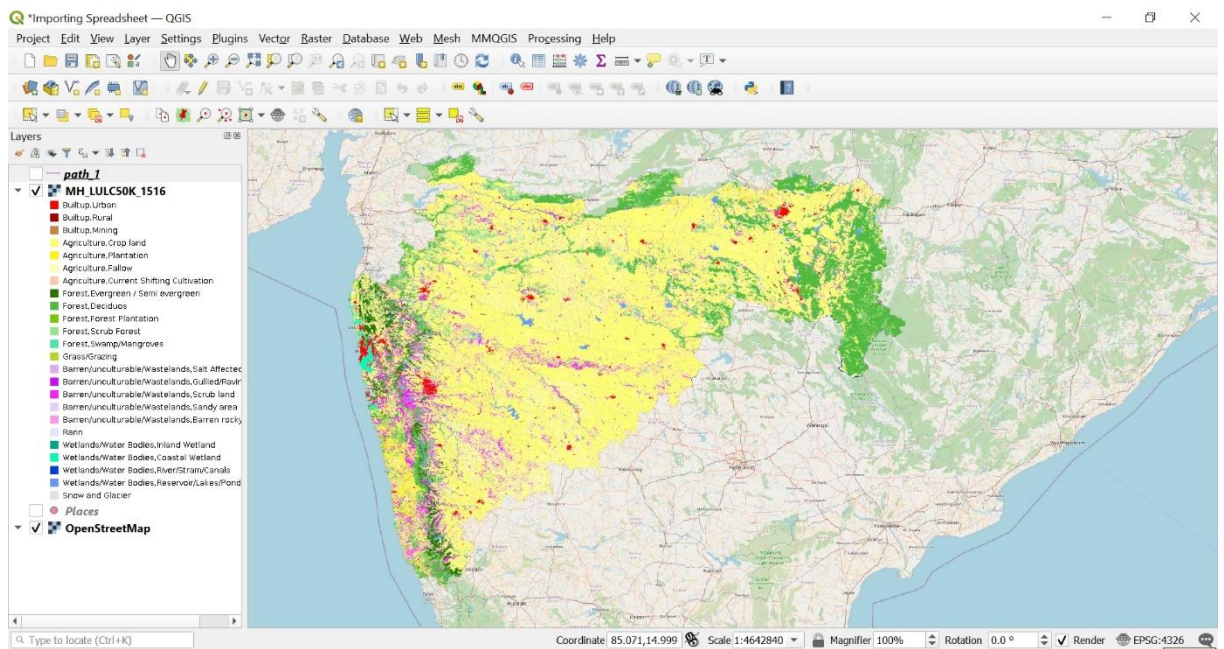 *Importing Spreadsheet — QGIS
Project Edit View Layer Settings Plugins Vector Raster Database Web Mesh MMQGIS Processing Help
Layers
path_1
MH_LULC50K_1516
Builtup,Urban
Builtup,Rural
Builtup,Mining
Agriculture,Crop land
Agriculture,Plantation
Agriculture,Fallow
Agriculture,Current Shifting Cultivation
Forest,Evergreen / Semi evergreen
Forest,Deciduos
Forest,Forest Plantation
Forest,Scrub Forest
Forest,Swamp/Mangroves
Grass/Grazing
Barren/unculturable/Wastelands,Salt Affected
Barren/unculturable/Wastelands,Gullied/Ravin
Barren/unculturable/Wastelands,Scrub land
Barren/unculturable/Wastelands,Sandy area
Barren/unculturable/Wastelands,Barren rocky
Rann
Wetlands/Water Bodies,Inland Wetland
Wetlands/Water Bodies,Coastal Wetland
Wetlands/Water Bodies,River/Stram/Canals
Wetlands/Water Bodies,Reservoir/Lakes/Pond
Snow and Glacier
Places
OpenStreetMap
Type to locate (Ctrl+K) Coordinate 85.071,14.999 Scale 1:4642840 Magnifier 100% Rotation 0.0 ° Render EPSG:4326